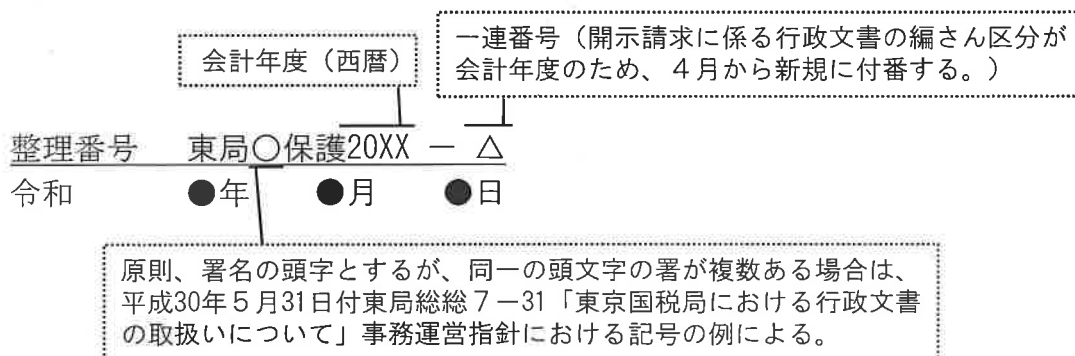 会計年度（西暦）
一連番号（開示請求に係る行政文書の編さん区分が
会計年度のため、４月から新規に付番する。）
整理番号　東局○保護20XX － △
令和　●年　●月　●日
原則、署名の頭字とするが、同一の頭文字の署が複数ある場合は、
平成30年５月31日付東局総総７－31「東京国税局における行政文書
の取扱いについて」事務運営指針における記号の例による。